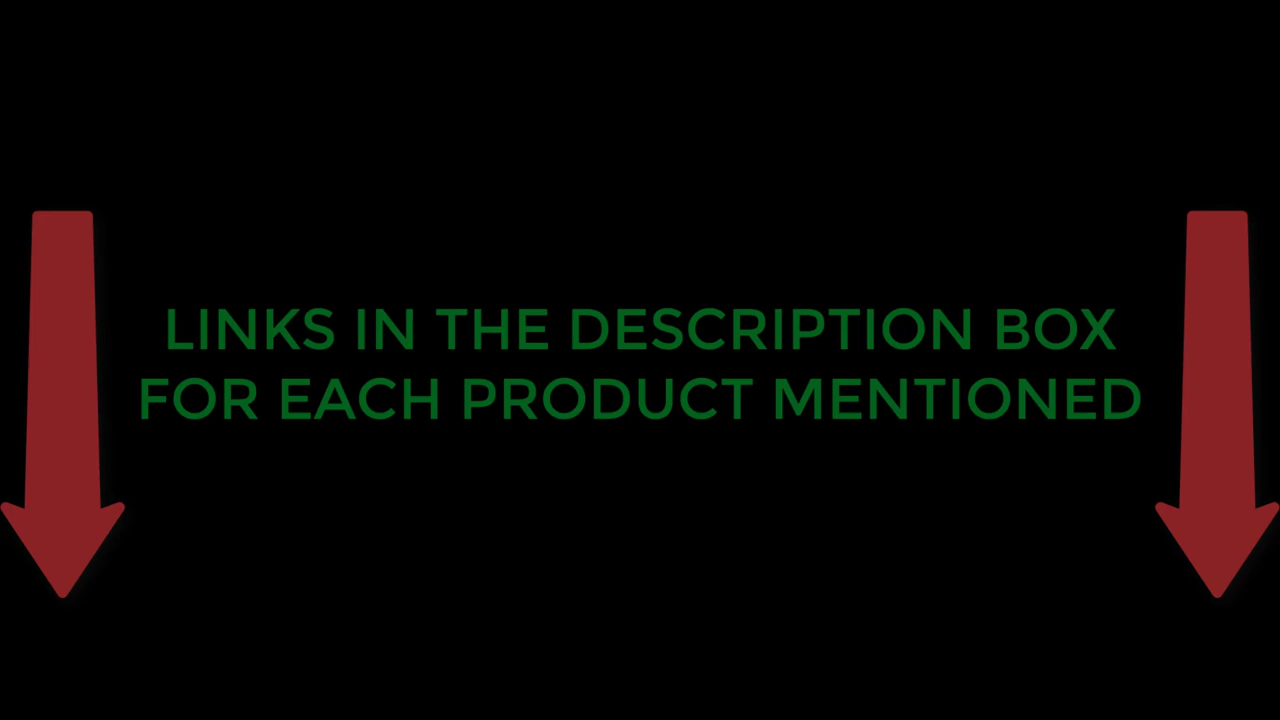 LINKS IN THE DESCRIPTION BOX
FOR EACH PRODUCT MENTIONED